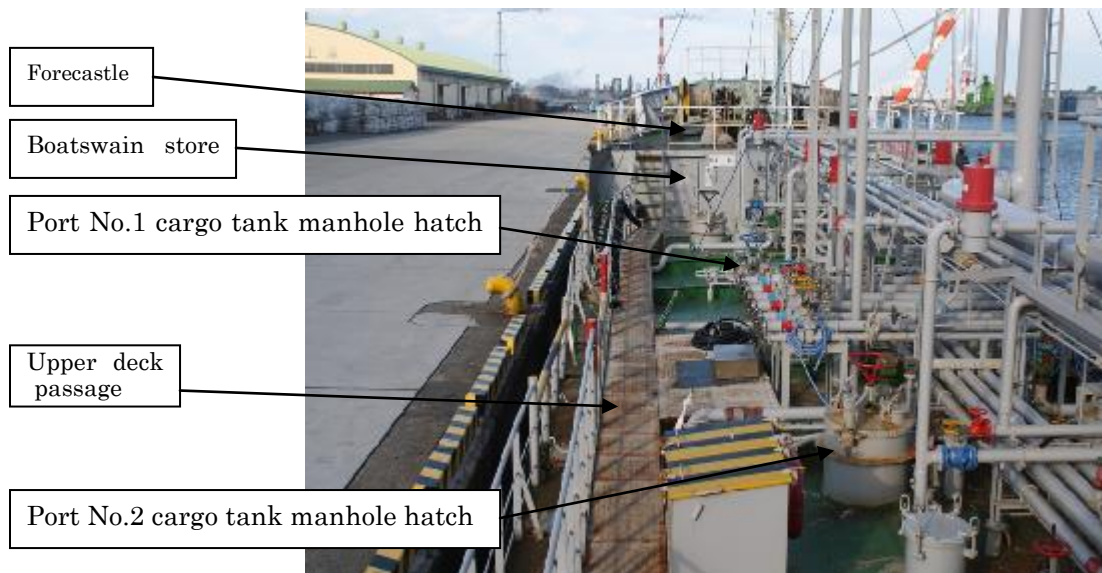 Forecastle
Boatswain store
Port No.1 cargo tank manhole hatch
Upper deck
passage
Port No.2 cargo tank manhole hatch